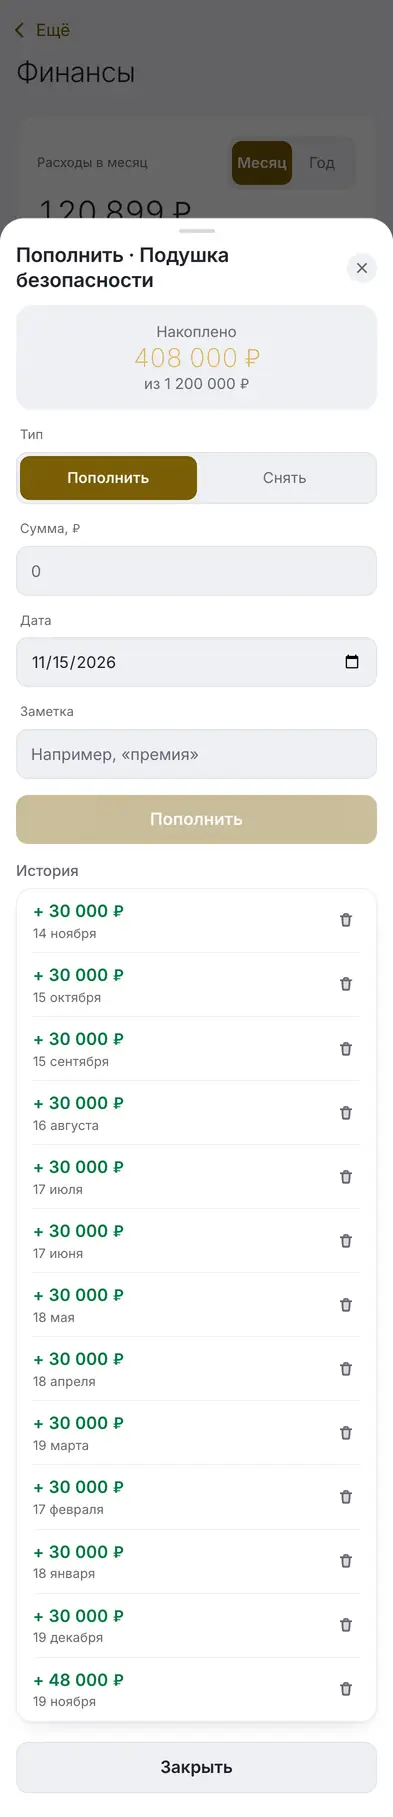 Ещё
Финансы
Расходы в месяц
Месяц
Год
120 899 ₽
Пополнить · Подушка
безопасности
Накоплено
408 000 ₽
из 1 200 000 ₽
Тип
Пополнить
Снять
Сумма, ₽
0
Дата
11/15/2026
Заметка
Например, «премия»
Пополнить
История
+ 30 000 ₽
14 ноября
+ 30 000 ₽
15 октября
+ 30 000 ₽
15 сентября
+ 30 000 ₽
16 августа
+ 30 000 ₽
17 июля
+ 30 000 ₽
17 июня
+ 30 000 ₽
18 мая
+ 30 000 ₽
18 апреля
+ 30 000 ₽
19 марта
+ 30 000 ₽
17 февраля
+ 30 000 ₽
18 января
+ 30 000 ₽
19 декабря
+ 48 000 ₽
19 ноября
Закрыть